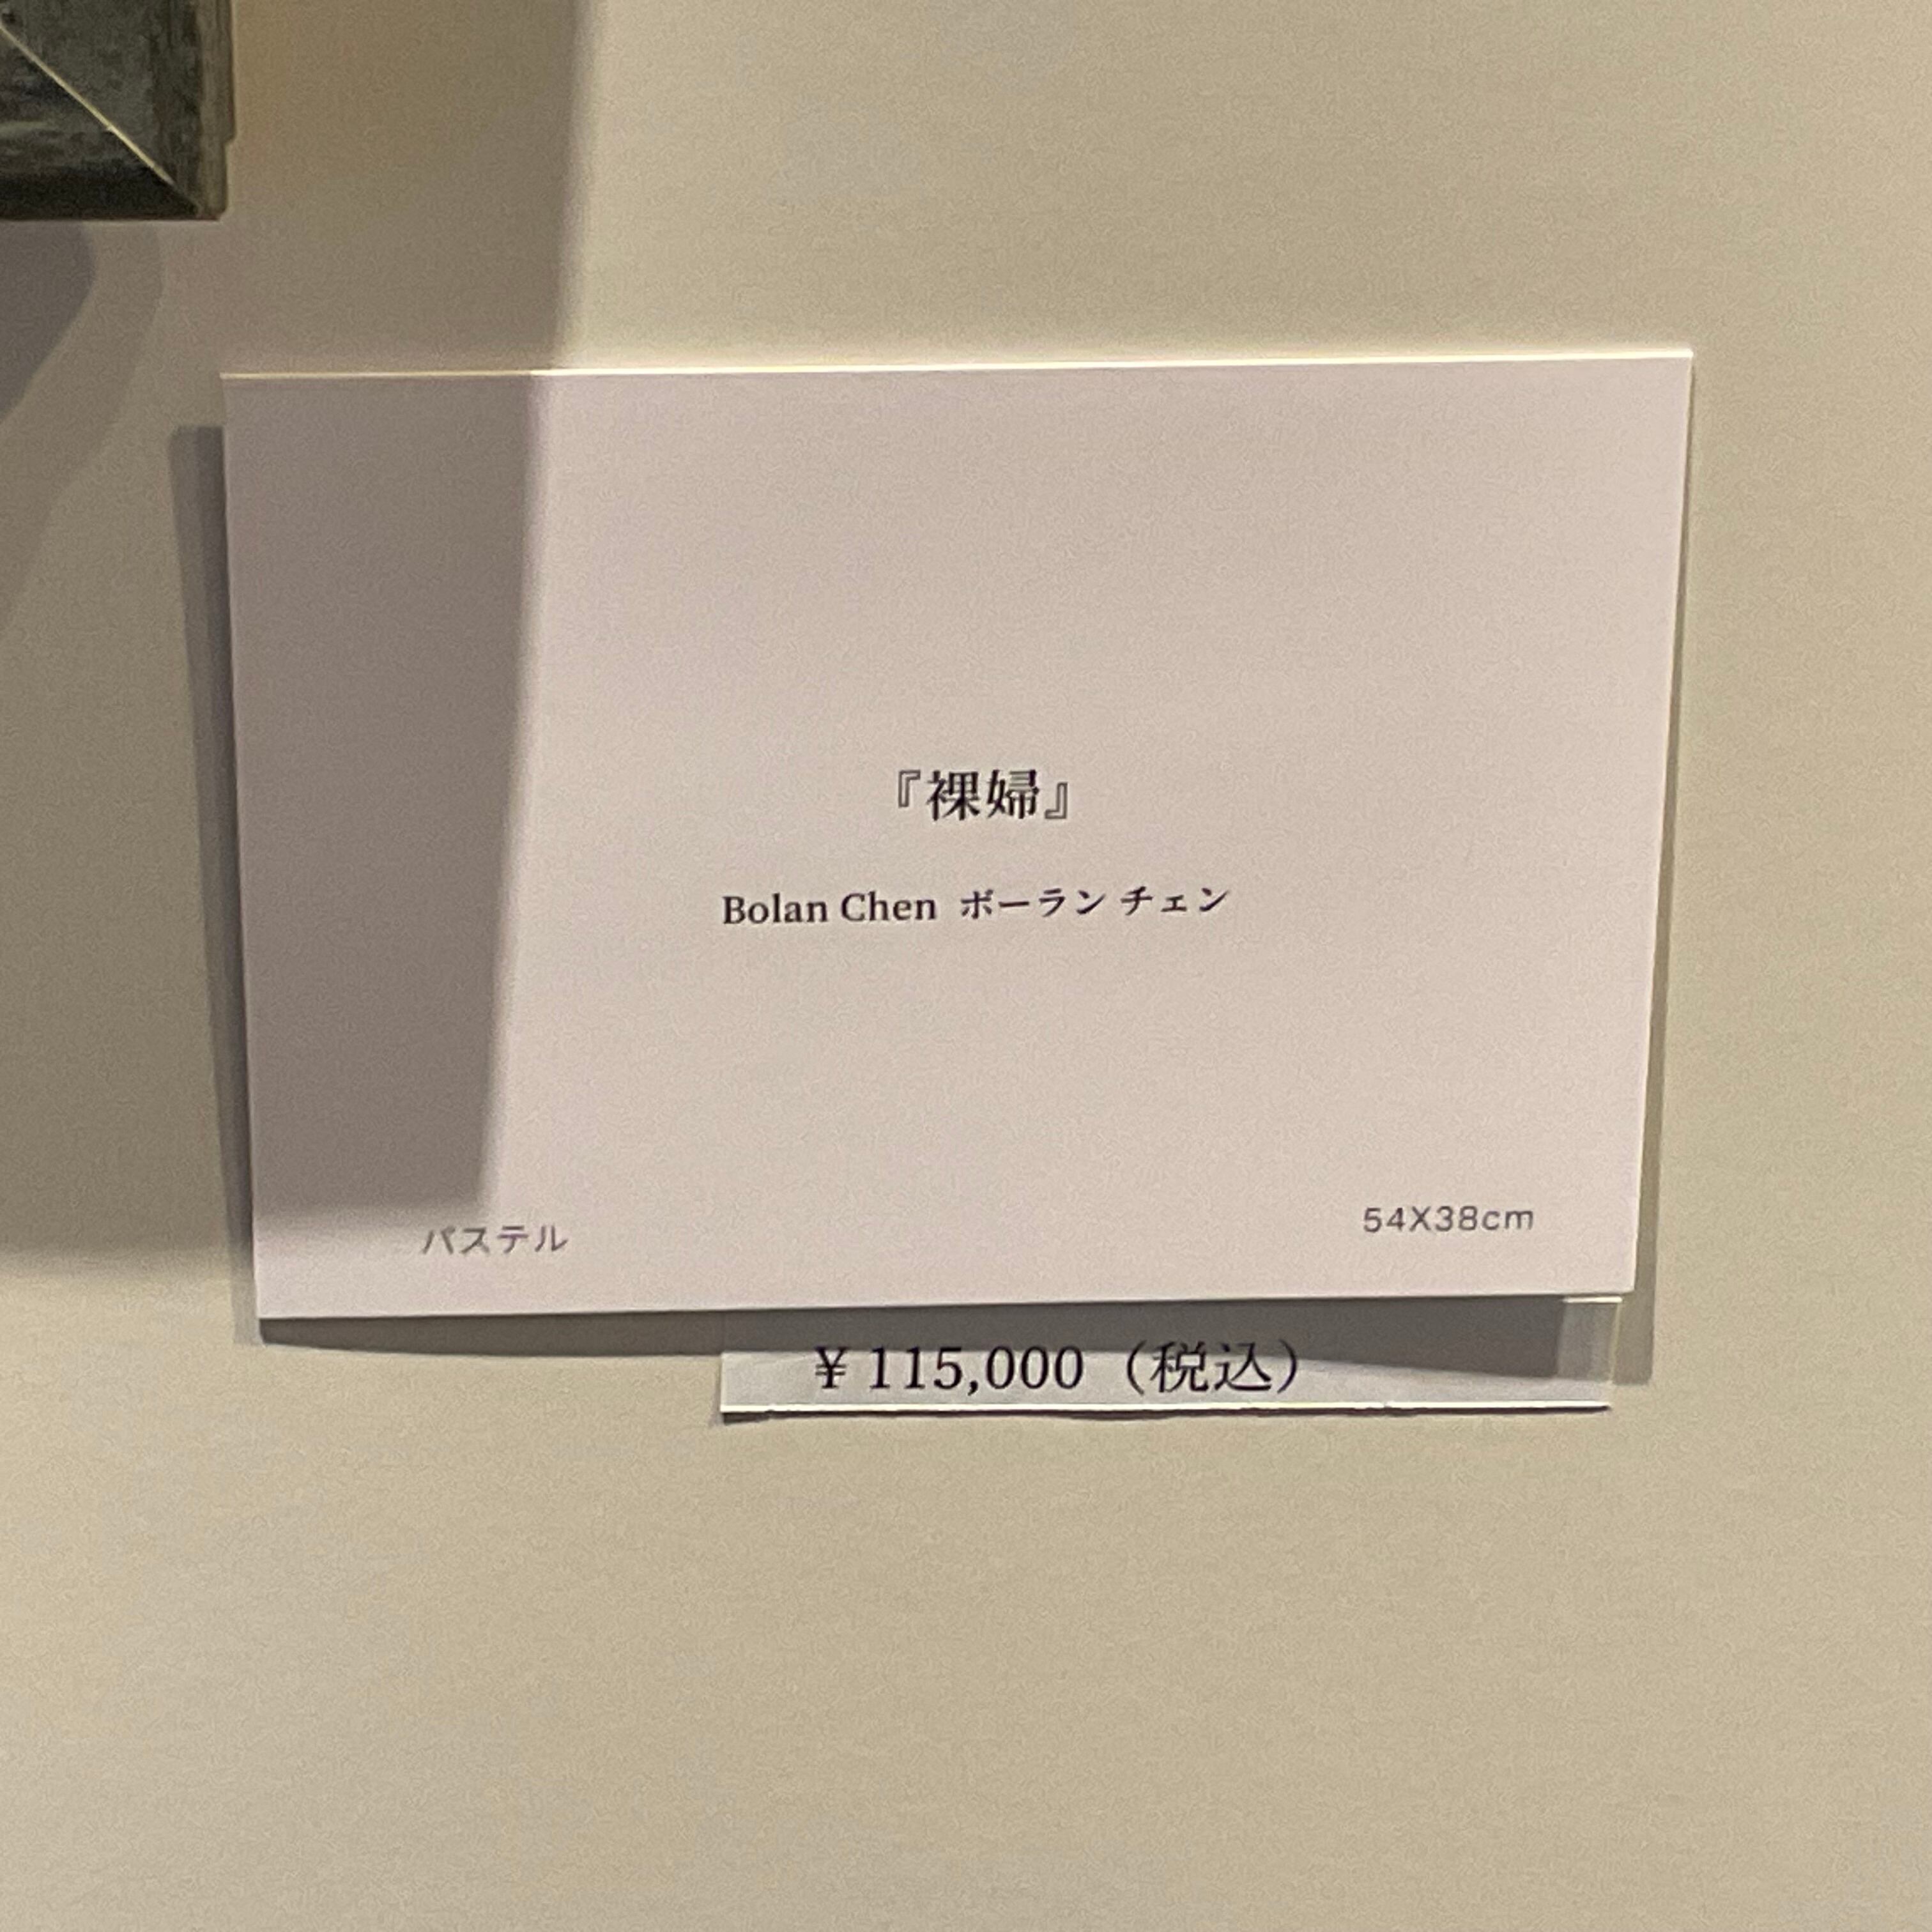 『裸婦』
Bolan Chen ボーラン チェン
パステル
54X38cm
¥ 115,000（税込）